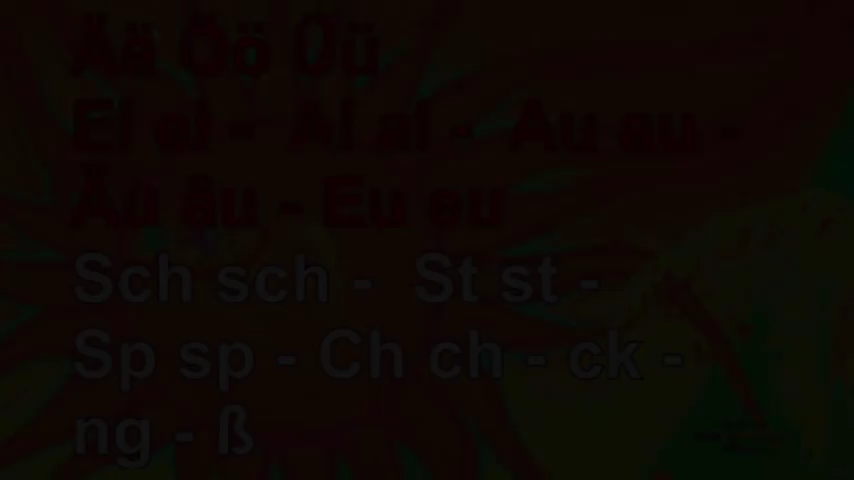 Ää Öö Üü
Ei ei - Ai ai - Au au -
Äu äu - Eu eu
Sch sch - St st -
Sp sp - Ch ch - ck -
ng - ß